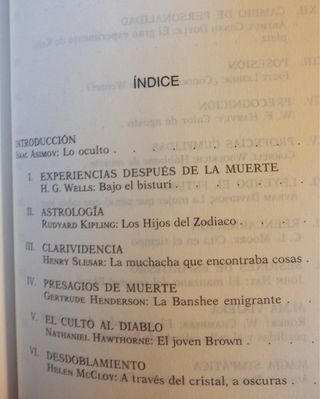 ÍNDICE
INTRODUCCIÓN
ISAAC ASIMOV: Lo oculto . . . . . . . . .
I. EXPERIENCIAS DESPUÉS DE LA MUERTE
H. G. WELLS: Bajo el bisturí . . . . . . . .
II. ASTROLOGÍA
RUDYARD KIPLING: Los Hijos del Zodiaco . . . .
III. CLARIVIDENCIA
HENRY SLESAR: La muchacha que encontraba cosas .
IV. PRESAGIOS DE MUERTE
GERTRUDE HENDERSON: La Banshee emigrante . .
V. EL CULTO AL DIABLO
NATHANIEL HAWTHORNE: El joven Brown . . . .
VI. DESDOBLAMIENTO
HELEN MCCLOY: A través del cristal, a oscuras . .